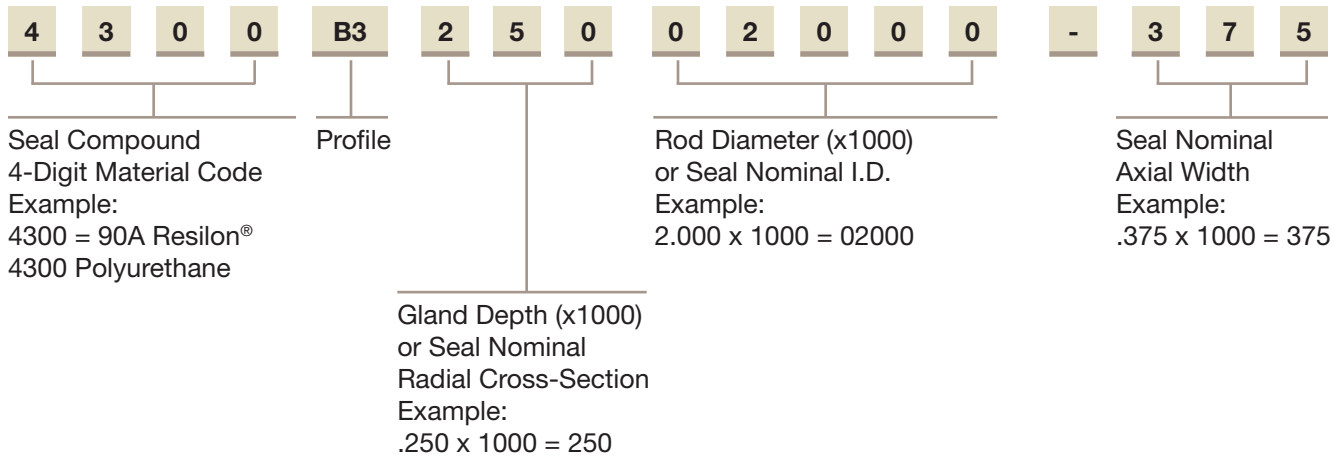 4 3 0 0 B3 2 5 0 0 2 0 0 0 - 3 7 5
Seal Compound
4-Digit Material Code
Example:
4300 = 90A Resilon®
4300 Polyurethane
Profile
Gland Depth (x1000)
or Seal Nominal
Radial Cross-Section
Example:
.250 x 1000 = 250
Rod Diameter (x1000)
or Seal Nominal I.D.
Example:
2.000 x 1000 = 02000
Seal Nominal
Axial Width
Example:
.375 x 1000 = 375